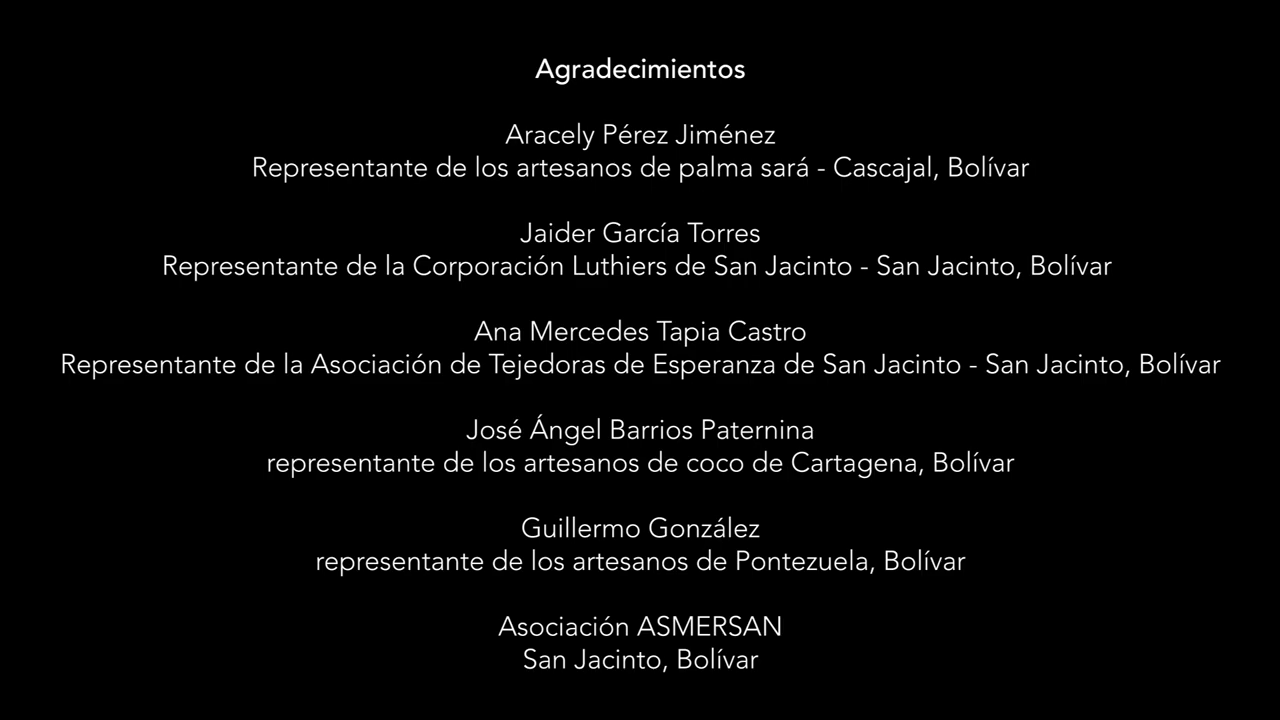 Agradecimientos
Aracely Pérez Jiménez
Representante de los artesanos de palma sará - Cascajal, Bolívar
Jaider García Torres
Representante de la Corporación Luthiers de San Jacinto - San Jacinto, Bolívar
Ana Mercedes Tapia Castro
Representante de la Asociación de Tejedoras de Esperanza de San Jacinto - San Jacinto, Bolívar
José Ángel Barrios Paternina
representante de los artesanos de coco de Cartagena, Bolívar
Guillermo González
representante de los artesanos de Pontezuela, Bolívar
Asociación ASMERSAN
San Jacinto, Bolívar